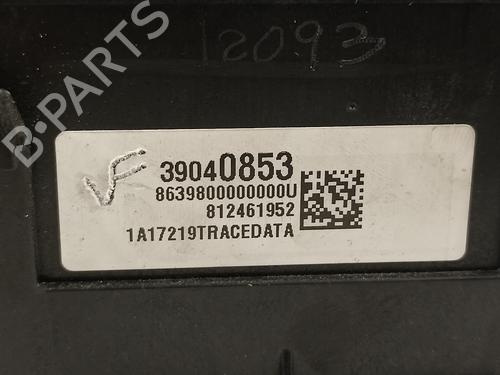 12093
B-PARTS
VF
39040853
8639800000000U
812461952
1A17219TRACEDATA